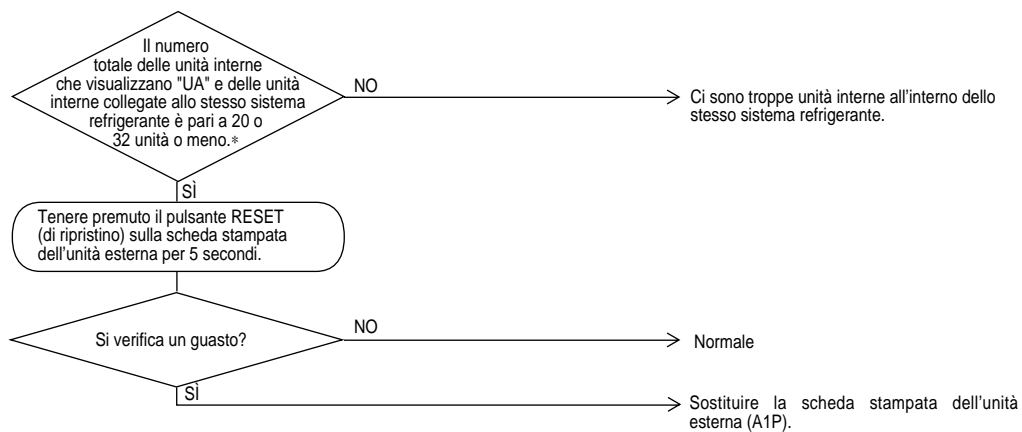 Il numero
totale delle unità interne
che visualizzano "UA" e delle unità
interne collegate allo stesso sistema
refrigerante è pari a 20 o
32 unità o meno.*
NO
Ci sono troppe unità interne all'interno dello
stesso sistema refrigerante.
SÌ
Tenere premuto il pulsante RESET
(di ripristino) sulla scheda stampata
dell'unità esterna per 5 secondi.
Si verifica un guasto?
NO
Normale
SÌ
Sostituire la scheda stampata dell'unità
esterna (A1P).